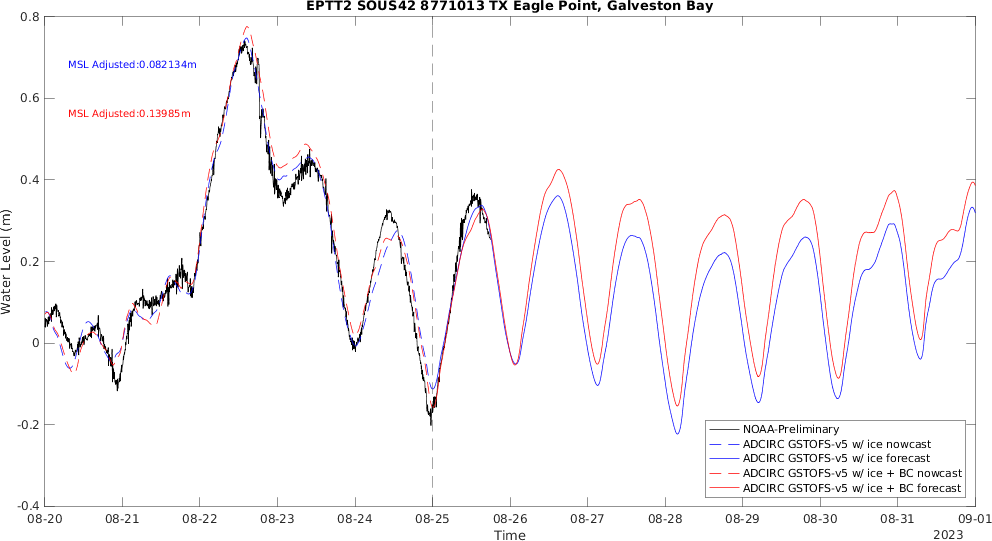 EPTT2 SOUS42 8771013 TX Eagle Point, Galveston Bay
0.8
0.6
0.4
0.2
0
-0.2
-0.4
Water Level (m)
MSL Adjusted:0.082134m
MSL Adjusted:0.13985m
NOAA-Preliminary
ADCIRC GSTOFS-v5 w/ ice nowcast
ADCIRC GSTOFS-v5 w/ ice forecast
ADCIRC GSTOFS-v5 w/ ice + BC nowcast
ADCIRC GSTOFS-v5 w/ ice + BC forecast
08-20 08-21 08-22 08-23 08-24 08-25 08-26 08-27 08-28 08-29 08-30 08-31 09-01
Time
2023